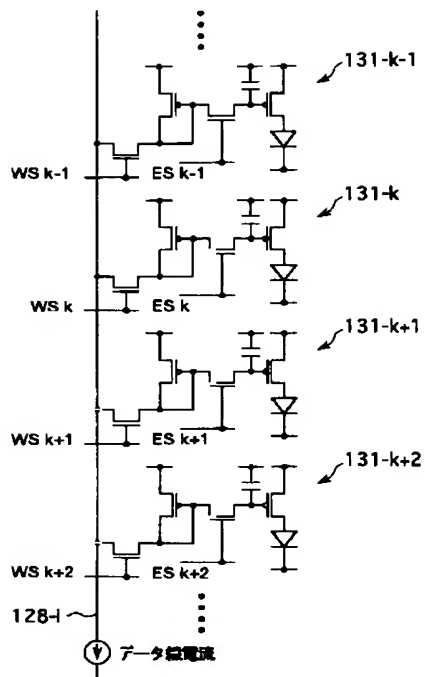 131-k-1
WS k-1 ES k-1
131-k
WS k ES k
131-k+1
WS k+1 ES k+1
131-k+2
WS k+2 ES k+2
128-i
データ線電流